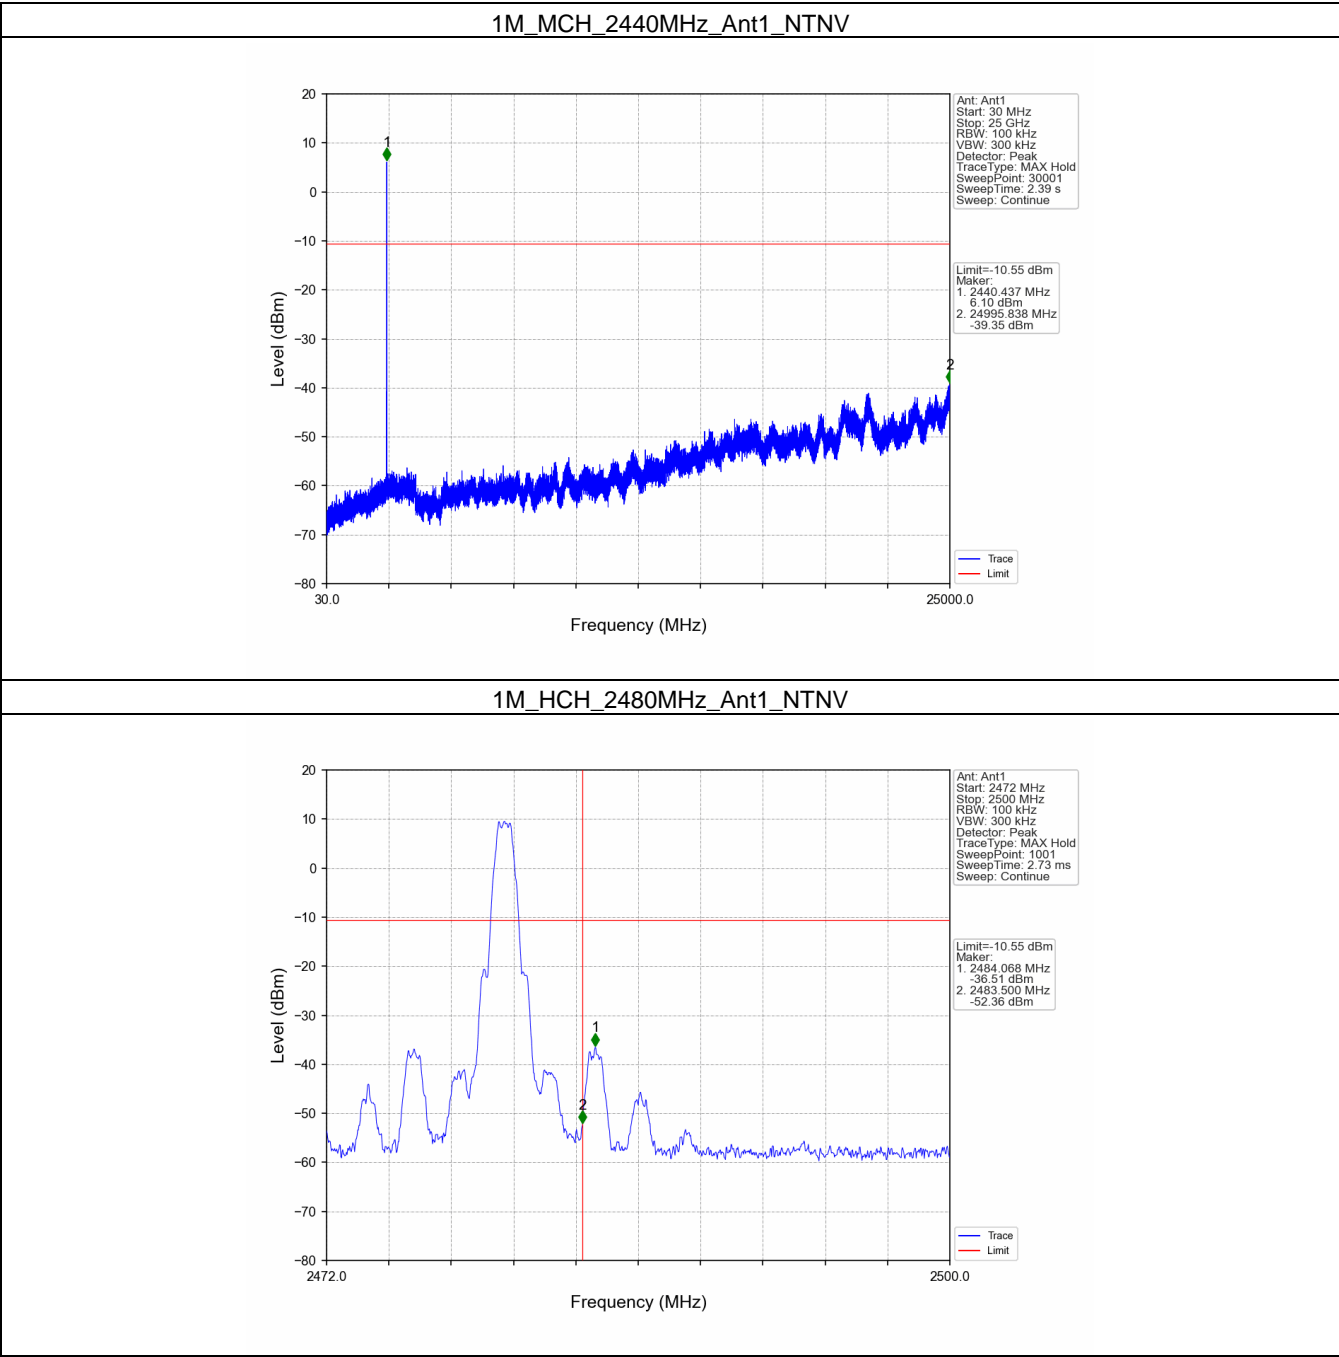 1M_MCH_2440MHz_Ant1_NTNV
20
10
0
−10
−20
−30
−40
−50
−60
−70
−80
Level (dBm)
1
2
30.0
25000.0
Frequency (MHz)
Ant: Ant1
Start: 30 MHz
Stop: 25 GHz
RBW: 100 kHz
VBW: 300 kHz
Detector: Peak
TraceType: MAX Hold
SweepPoint: 30001
SweepTime: 2.39 s
Sweep: Continue
Limit=-10.55 dBm
Maker:
1. 2440.437 MHz
6.10 dBm
2. 24995.838 MHz
-39.35 dBm
Trace
Limit
1M_HCH_2480MHz_Ant1_NTNV
20
10
0
−10
−20
−30
−40
−50
−60
−70
−80
Level (dBm)
1
2
2472.0
2500.0
Frequency (MHz)
Ant: Ant1
Start: 2472 MHz
Stop: 2500 MHz
RBW: 100 kHz
VBW: 300 kHz
Detector: Peak
TraceType: MAX Hold
SweepPoint: 1001
SweepTime: 2.73 ms
Sweep: Continue
Limit=-10.55 dBm
Maker:
1. 2484.068 MHz
-36.51 dBm
2. 2483.500 MHz
-52.36 dBm
Trace
Limit